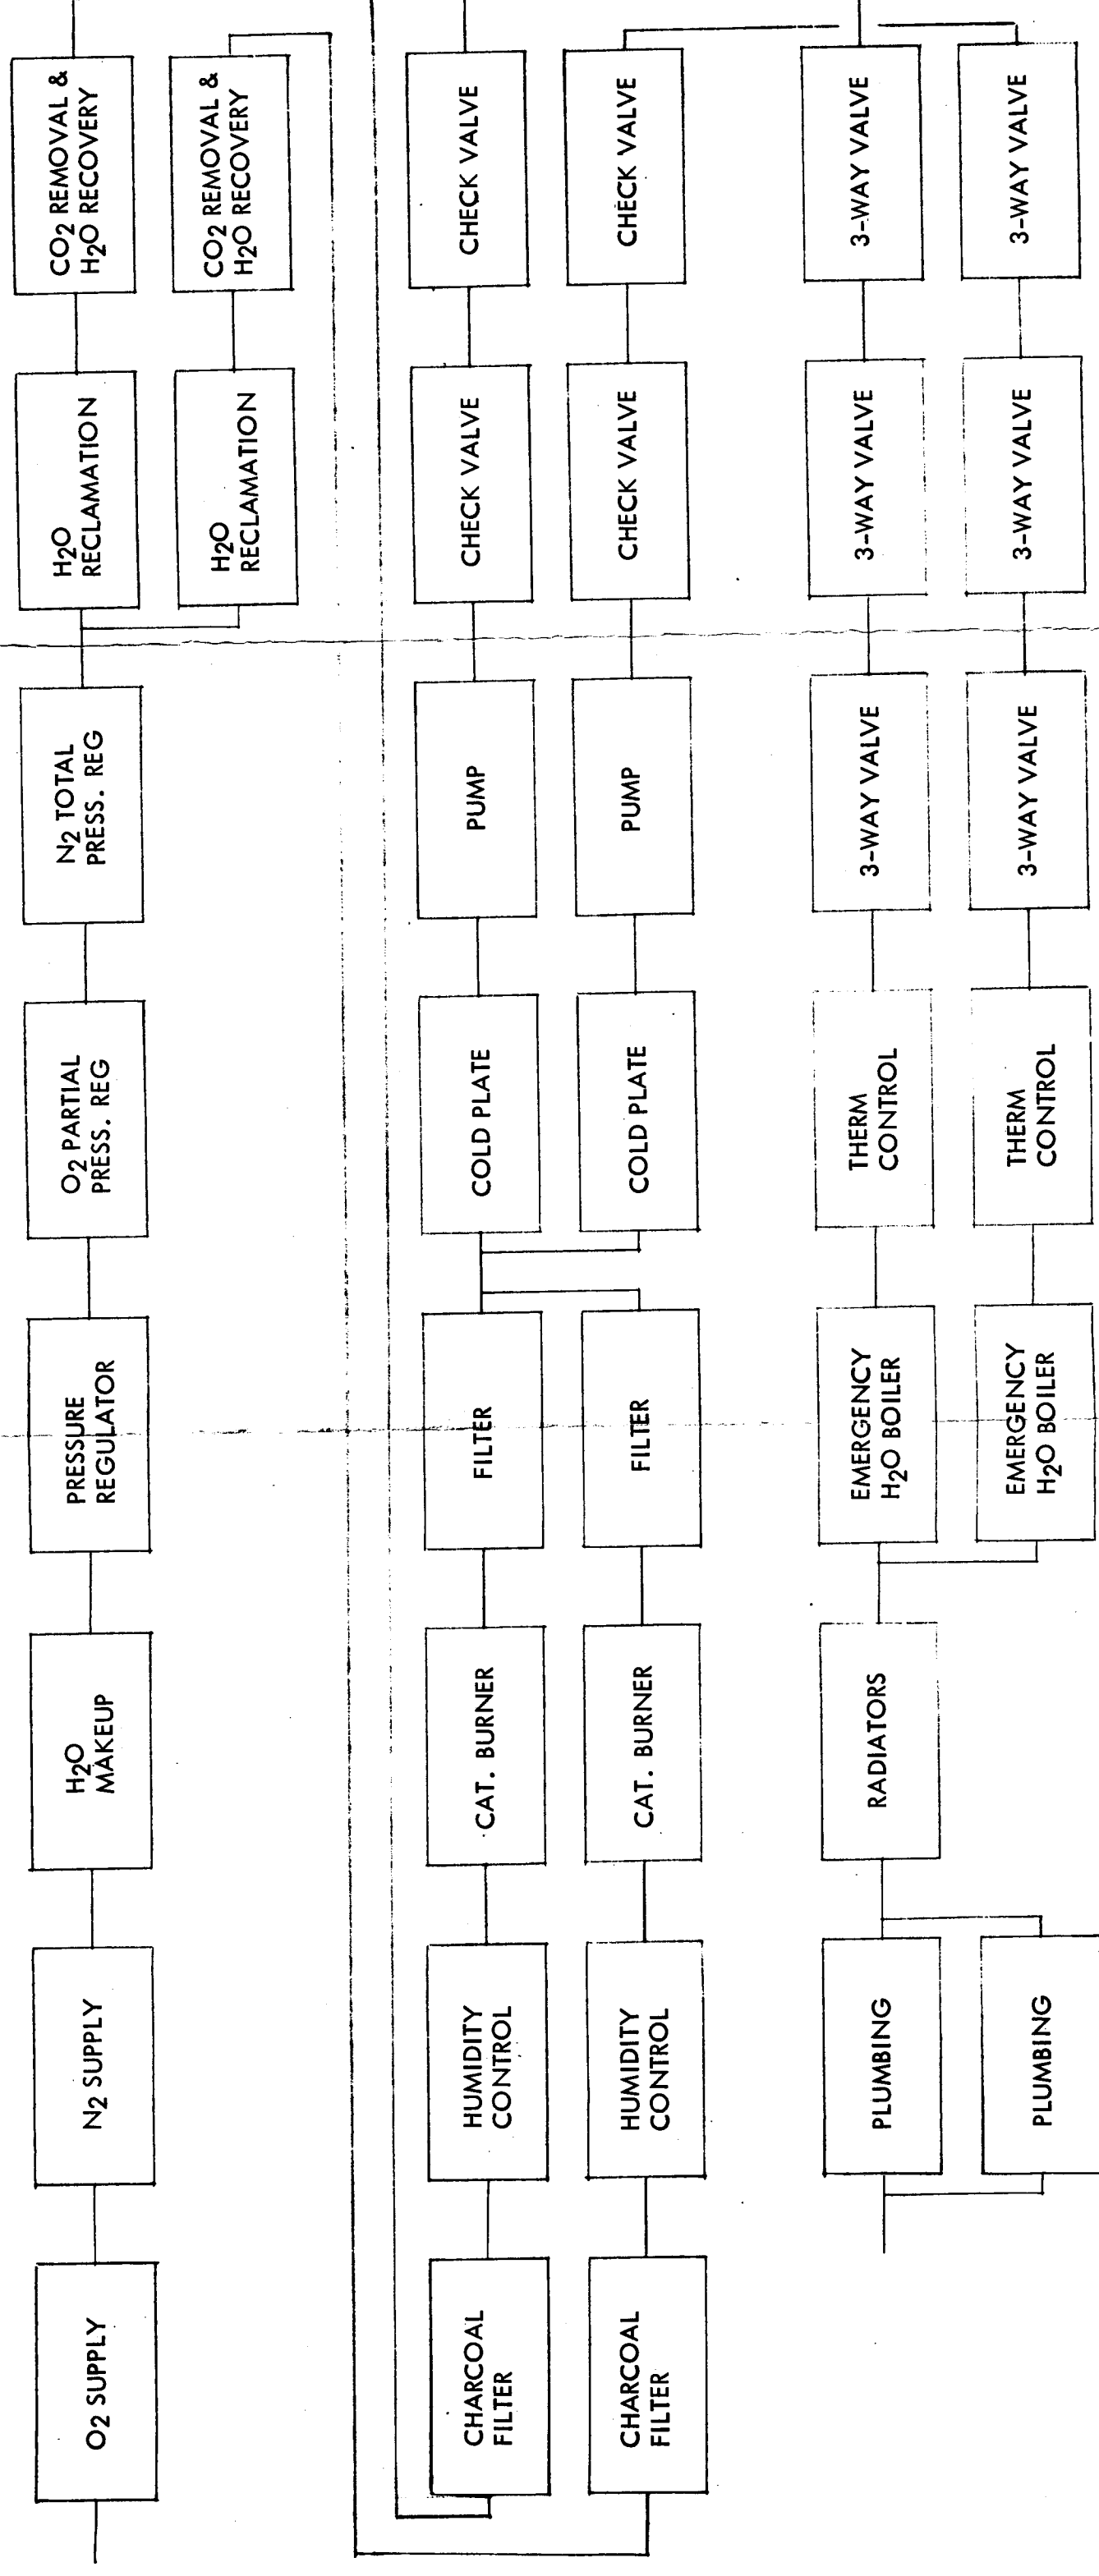 O2 SUPPLY
N2 SUPPLY
H2O
MAKEUP
PRESSURE
REGULATOR
O2 PARTIAL
PRESS. REG
N2 TOTAL
PRESS. REG
H2O
RECLAMATION
CO2 REMOVAL &
H2O RECOVERY
H2O
RECLAMATION
CO2 REMOVAL &
H2O RECOVERY
CHARCOAL
FILTER
HUMIDITY
CONTROL
CAT. BURNER
FILTER
COLD PLATE
PUMP
CHECK VALVE
CHECK VALVE
CHARCOAL
FILTER
HUMIDITY
CONTROL
CAT. BURNER
FILTER
COLD PLATE
PUMP
CHECK VALVE
CHECK VALVE
PLUMBING
RADIATORS
EMERGENCY
H2O BOILER
THERM
CONTROL
3-WAY VALVE
3-WAY VALVE
3-WAY VALVE
PLUMBING
EMERGENCY
H2O BOILER
THERM
CONTROL
3-WAY VALVE
3-WAY VALVE
3-WAY VALVE